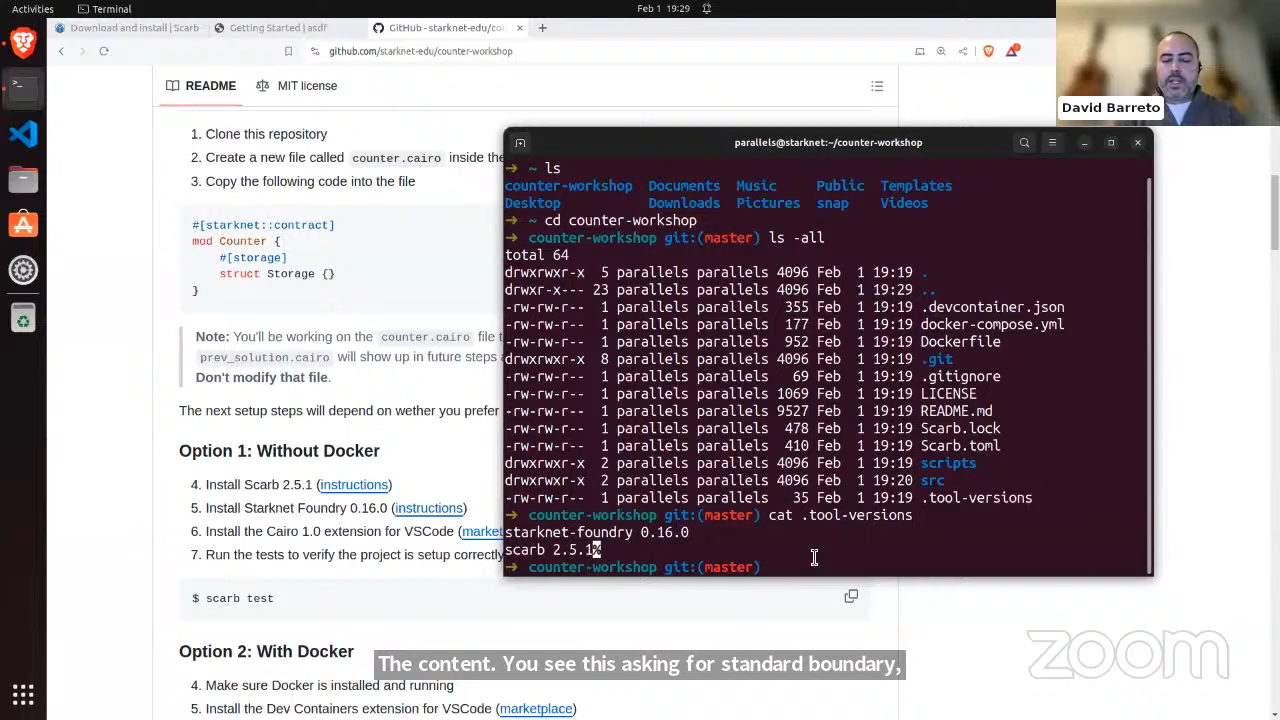 Activities
Terminal
Feb 1 19:29
Download and install | Scarb
Getting Started | asdf
GitHub - starknet-edu/co
github.com/starknet-edu/counter-workshop
David Barreto
README
MIT license
1. Clone this repository
2. Create a new file called counter.cairo inside the
3. Copy the following code into the file
#[starknet::contract]
mod Counter {
#[storage]
struct Storage {}
}
Note: You'll be working on the counter.cairo file t
prev_solution.cairo will show up in future steps a
Don't modify that file.
The next setup steps will depend on wether you prefer
Option 1: Without Docker
4. Install Scarb 2.5.1 (instructions)
5. Install Starknet Foundry 0.16.0 (instructions)
6. Install the Cairo 1.0 extension for VSCode (market
7. Run the tests to verify the project is setup correctly
$ scarb test
Option 2: With Docker
4. Make sure Docker is installed and running
5. Install the Dev Containers extension for VSCode (marketplace)
parallels@starknet:~/counter-workshop
➜ ~ ls
counter-workshop Documents Music Public Templates
Desktop Downloads Pictures snap Videos
➜ ~ cd counter-workshop
➜ counter-workshop git:(master) ls -all
total 64
drwxrwxr-x 5 parallels parallels 4096 Feb 1 19:19 .
drwxr-x--- 23 parallels parallels 4096 Feb 1 19:29 ..
-rw-rw-r-- 1 parallels parallels 355 Feb 1 19:19 .devcontainer.json
-rw-rw-r-- 1 parallels parallels 177 Feb 1 19:19 docker-compose.yml
-rw-rw-r-- 1 parallels parallels 952 Feb 1 19:19 Dockerfile
drwxrwxr-x 8 parallels parallels 4096 Feb 1 19:19 .git
-rw-rw-r-- 1 parallels parallels 69 Feb 1 19:19 .gitignore
-rw-rw-r-- 1 parallels parallels 1069 Feb 1 19:19 LICENSE
-rw-rw-r-- 1 parallels parallels 9527 Feb 1 19:19 README.md
-rw-rw-r-- 1 parallels parallels 478 Feb 1 19:19 Scarb.lock
-rw-rw-r-- 1 parallels parallels 410 Feb 1 19:19 Scarb.toml
drwxrwxr-x 2 parallels parallels 4096 Feb 1 19:19 scripts
drwxrwxr-x 2 parallels parallels 4096 Feb 1 19:20 src
-rw-rw-r-- 1 parallels parallels 35 Feb 1 19:19 .tool-versions
➜ counter-workshop git:(master) cat .tool-versions
starknet-foundry 0.16.0
scarb 2.5.1%
➜ counter-workshop git:(master)
The content. You see this asking for standard boundary,
zoom